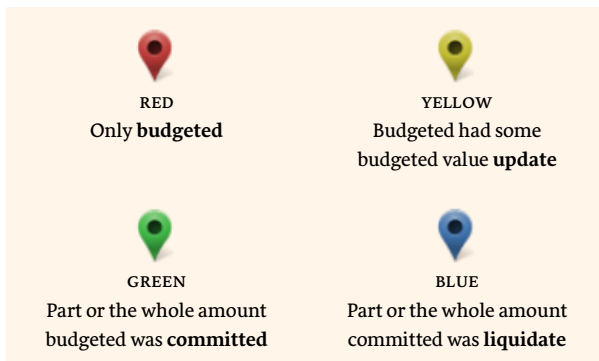 RED
Only budgeted
YELLOW
Budgeted had some
budgeted value update
GREEN
Part or the whole amount
budgeted was committed
BLUE
Part or the whole amount
committed was liquidate